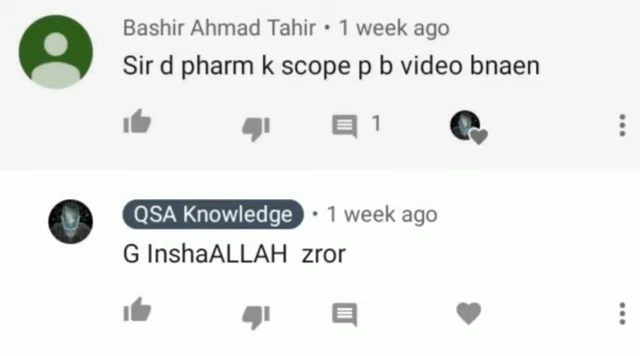 Bashir Ahmad Tahir • 1 week ago
Sir d pharm k scope p b video bnaen
1
QSA Knowledge • 1 week ago
G InshaALLAH zror